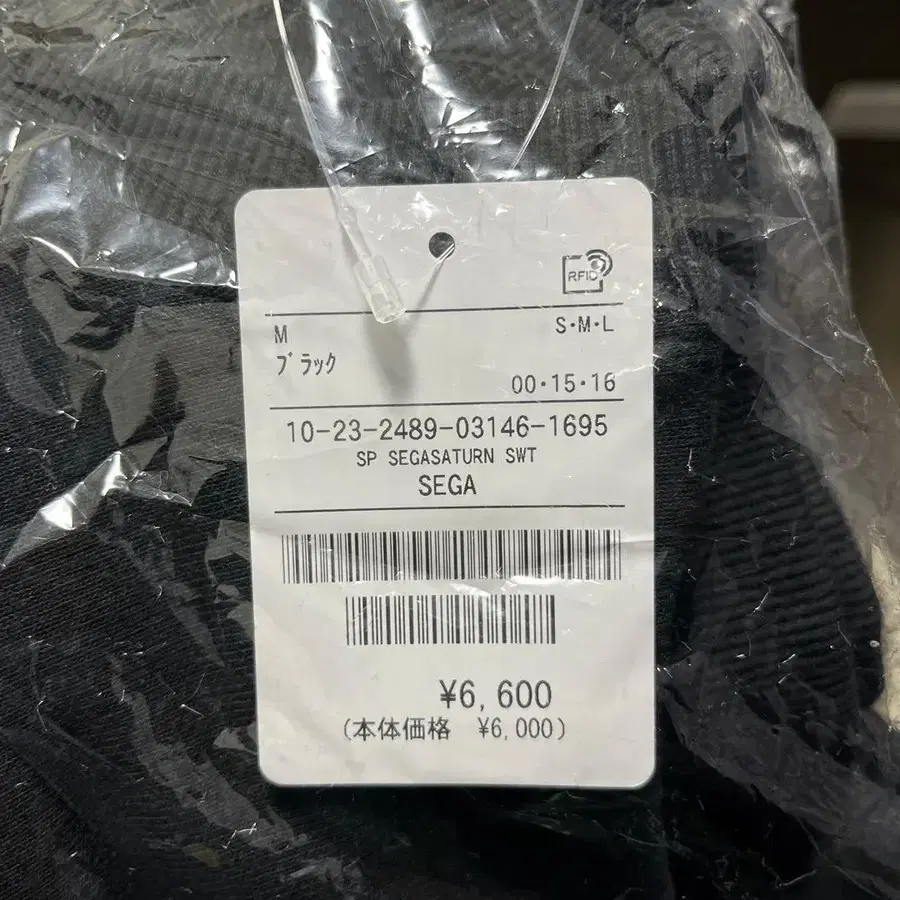 RFID
M S・M・L
ブラック
00・15・16
10-23-2489-03146-1695
SP SEGASATURN SWT
SEGA
¥6,600
(本体価格 ¥6,000)